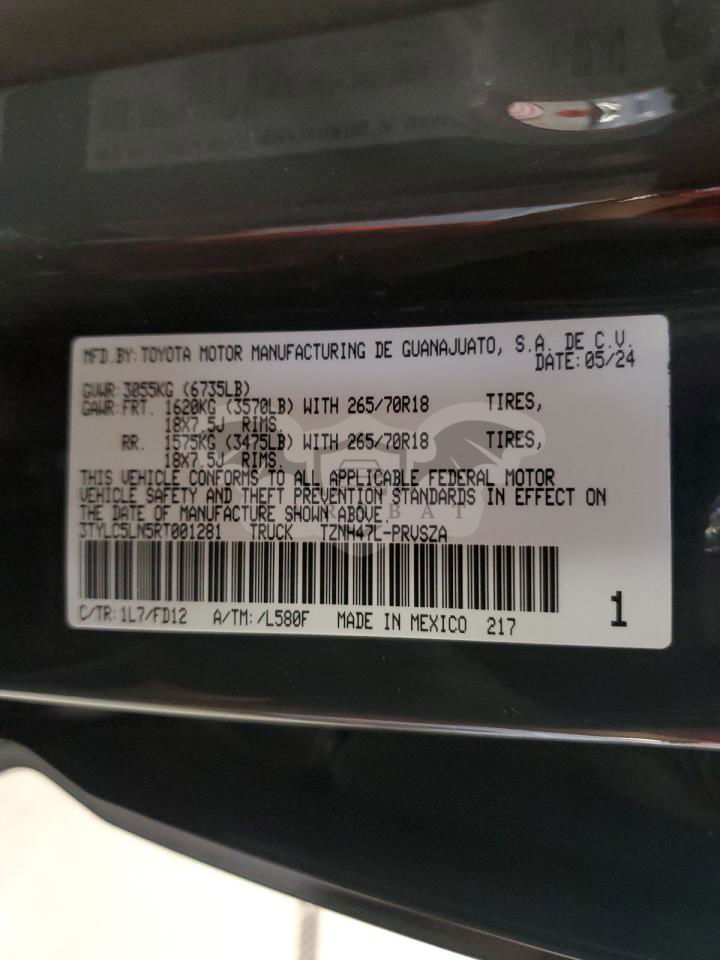 MFD.BY: TOYOTA MOTOR MANUFACTURING DE GUANAJUATO, S.A. DE C.V.
DATE: 05/24
GVWR: 3055KG (6735LB)
GAWR: FRT. 1620KG (3570LB) WITH 265/70R18 TIRES,
18X7.5J RIMS,
RR. 1575KG (3475LB) WITH 265/70R18 TIRES,
18X7.5J RIMS,
THIS VEHICLE CONFORMS TO ALL APPLICABLE FEDERAL MOTOR
VEHICLE SAFETY AND THEFT PREVENTION STANDARDS IN EFFECT ON
THE DATE OF MANUFACTURE SHOWN ABOVE.
3TYLC5LN5RT001281 TRUCK TZNH47L-PRVSZA
C/TR: 1L7/FD12 A/TM: /L580F MADE IN MEXICO 217 1